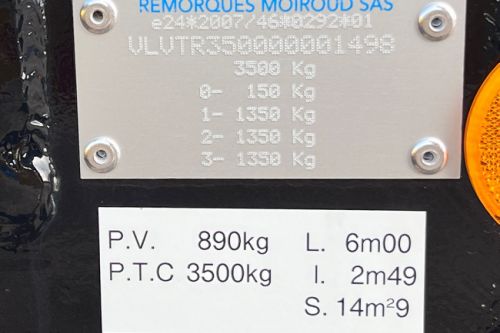 REMORQUES MOIROUD SAS
e24*2007/46*0292*01
VLVTR350000001498
3500 Kg
0- 150 Kg
1- 1350 Kg
2- 1350 Kg
3- 1350 Kg
P.V. 890kg L. 6m00
P.T.C 3500kg l. 2m49
S. 14m²9